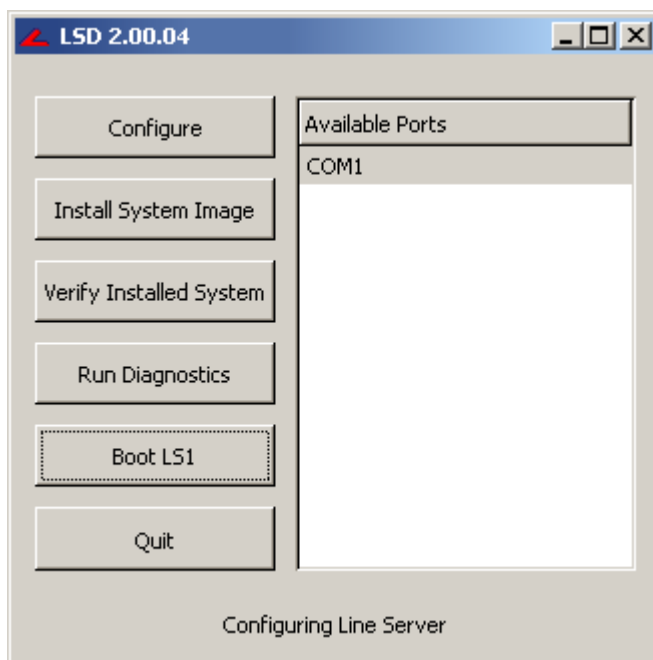 LSD 2.00.04
Configure
Install System Image
Verify Installed System
Run Diagnostics
Boot LS1
Quit
Available Ports
COM1
Configuring Line Server